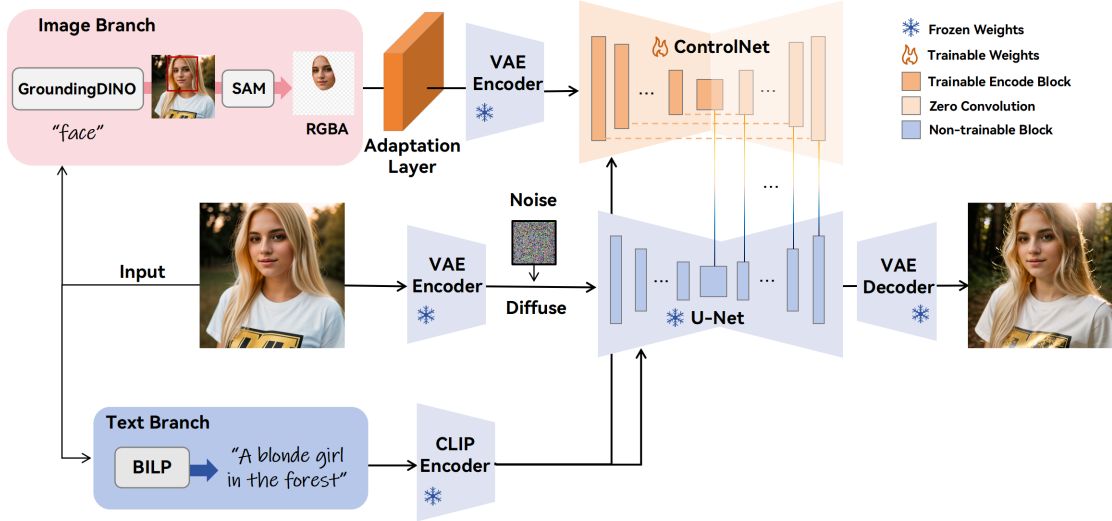 Image Branch
GroundingDINO
SAM
"face"
RGBA
Adaptation
Layer
VAE
Encoder
ControlNet
...
...
Frozen Weights
Trainable Weights
Trainable Encode Block
Zero Convolution
Non-trainable Block
Input
VAE
Encoder
Noise
Diffuse
...
...
...
U-Net
VAE
Decoder
Text Branch
BILP
"A blonde girl
in the forest"
CLIP
Encoder